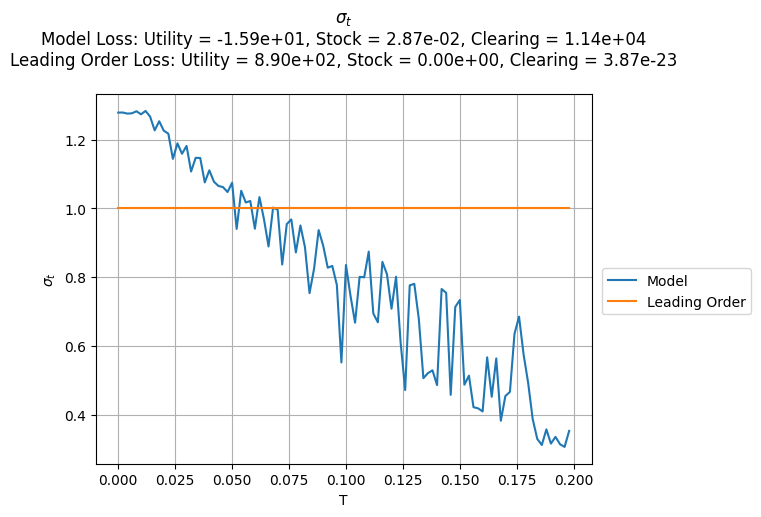 σt
Model Loss: Utility = -1.59e+01, Stock = 2.87e-02, Clearing = 1.14e+04
Leading Order Loss: Utility = 8.90e+02, Stock = 0.00e+00, Clearing = 3.87e-23
1.2
1.0
0.8
0.6
0.4
σt
0.000 0.025 0.050 0.075 0.100 0.125 0.150 0.175 0.200
T
Model
Leading Order